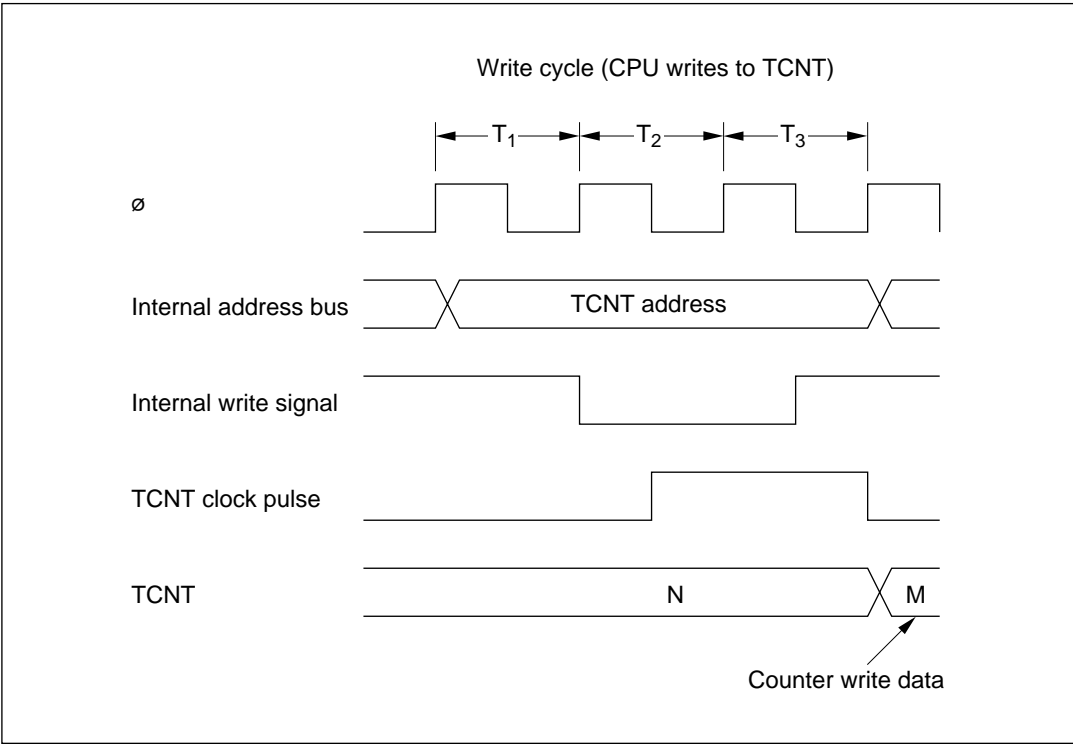 Write cycle (CPU writes to TCNT)
T1 T2 T3
ø
Internal address bus TCNT address
Internal write signal
TCNT clock pulse
TCNT N M
Counter write data